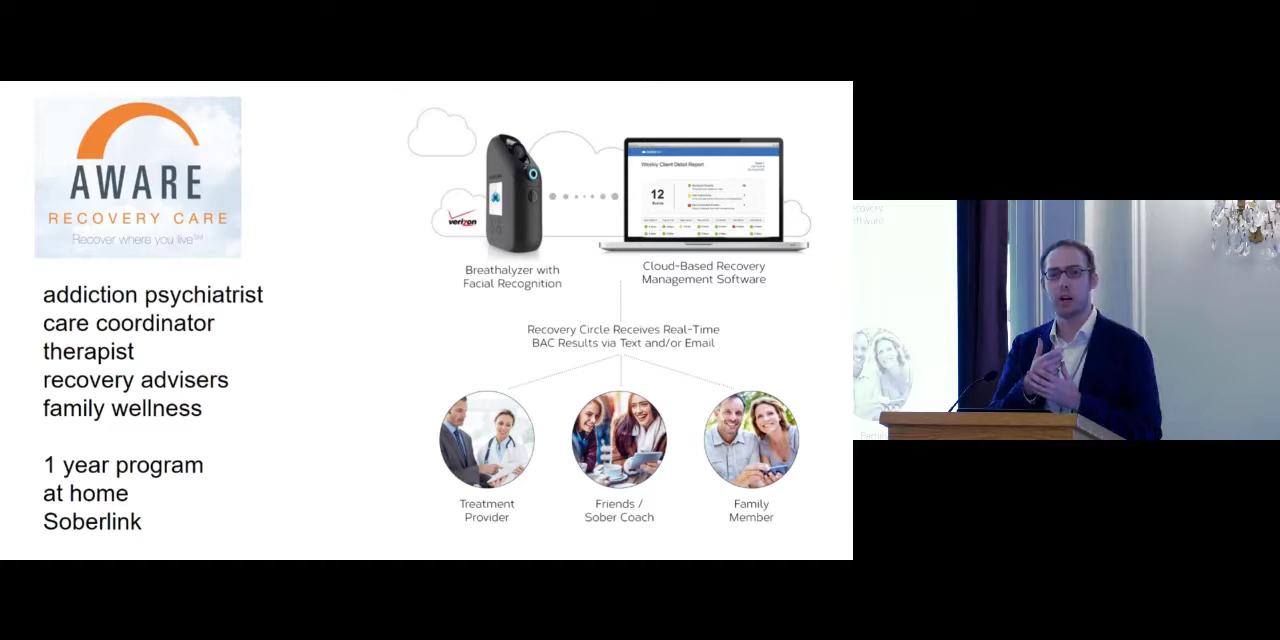 AWARE
RECOVERY CARE
Recover where you live℠
addiction psychiatrist
care coordinator
therapist
recovery advisers
family wellness
1 year program
at home
Soberlink
verizon
Weekly Client Detail Report
12
Breathalyzer with
Facial Recognition
Cloud-Based Recovery
Management Software
Recovery Circle Receives Real-Time
BAC Results via Text and/or Email
Treatment
Provider
Friends /
Sober Coach
Family
Member